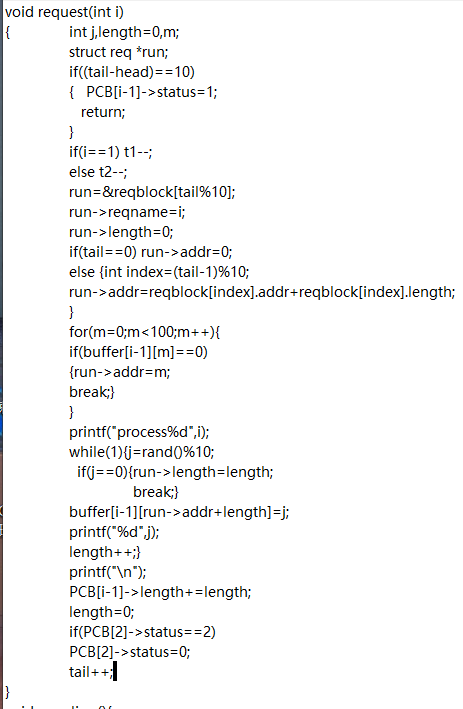 void request(int i)
{ int j,length=0,m;
struct req *run;
if((tail-head)==10)
{ PCB[i-1]->status=1;
return;
}
if(i==1) t1--;
else t2--;
run=&reqblock[tail%10];
run->reqname=i;
run->length=0;
if(tail==0) run->addr=0;
else {int index=(tail-1)%10;
run->addr=reqblock[index].addr+reqblock[index].length;
}
for(m=0;m<100;m++){
if(buffer[i-1][m]==0)
{run->addr=m;
break;}
}
printf("process%d",i);
while(1){j=rand()%10;
if(j==0){run->length=length;
break;}
buffer[i-1][run->addr+length]=j;
printf("%d",j);
length++;}
printf("\n");
PCB[i-1]->length+=length;
length=0;
if(PCB[2]->status==2)
PCB[2]->status=0;
tail++;
}